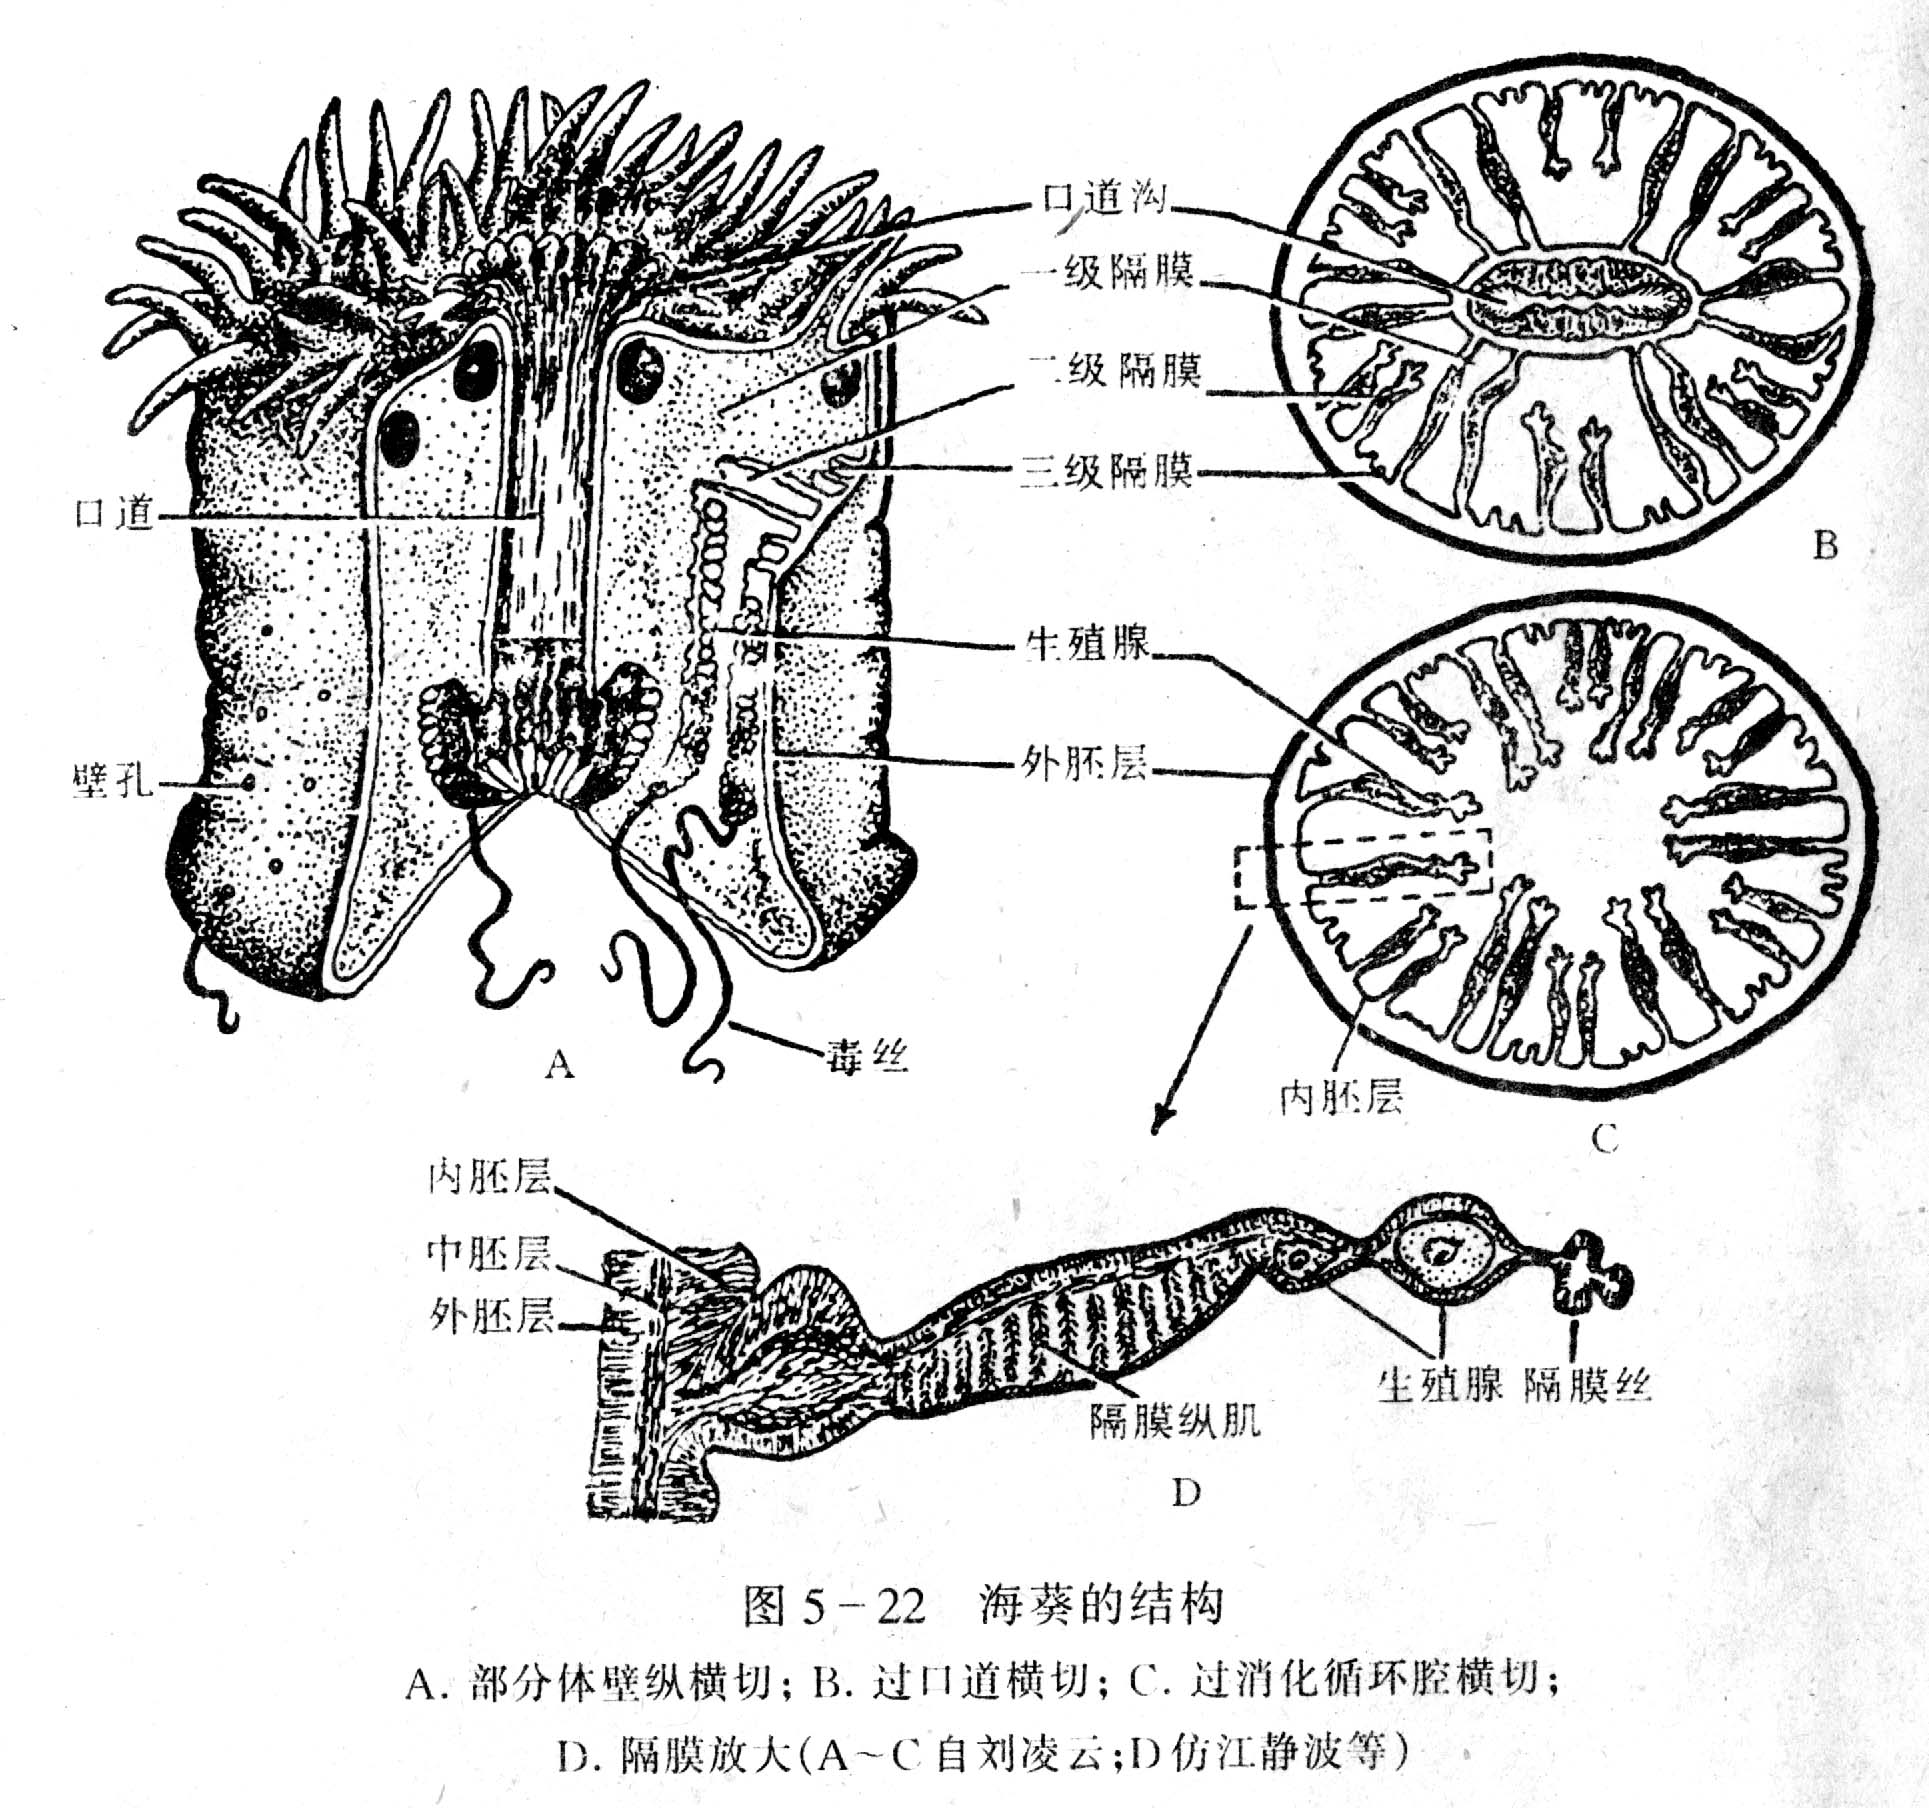 口道沟
一级隔膜
二级隔膜
三级隔膜
口道
B
生殖腺
外胚层
壁孔
A
毒丝
内胚层
C
内胚层
中胚层
外胚层
生殖腺 隔膜丝
隔膜纵肌
D
图 5-22 海葵的结构
A. 部分体壁纵横切; B. 过口道横切; C. 过消化循环腔横切;
D. 隔膜放大(A~C 自刘凌云;D 仿江静波等)